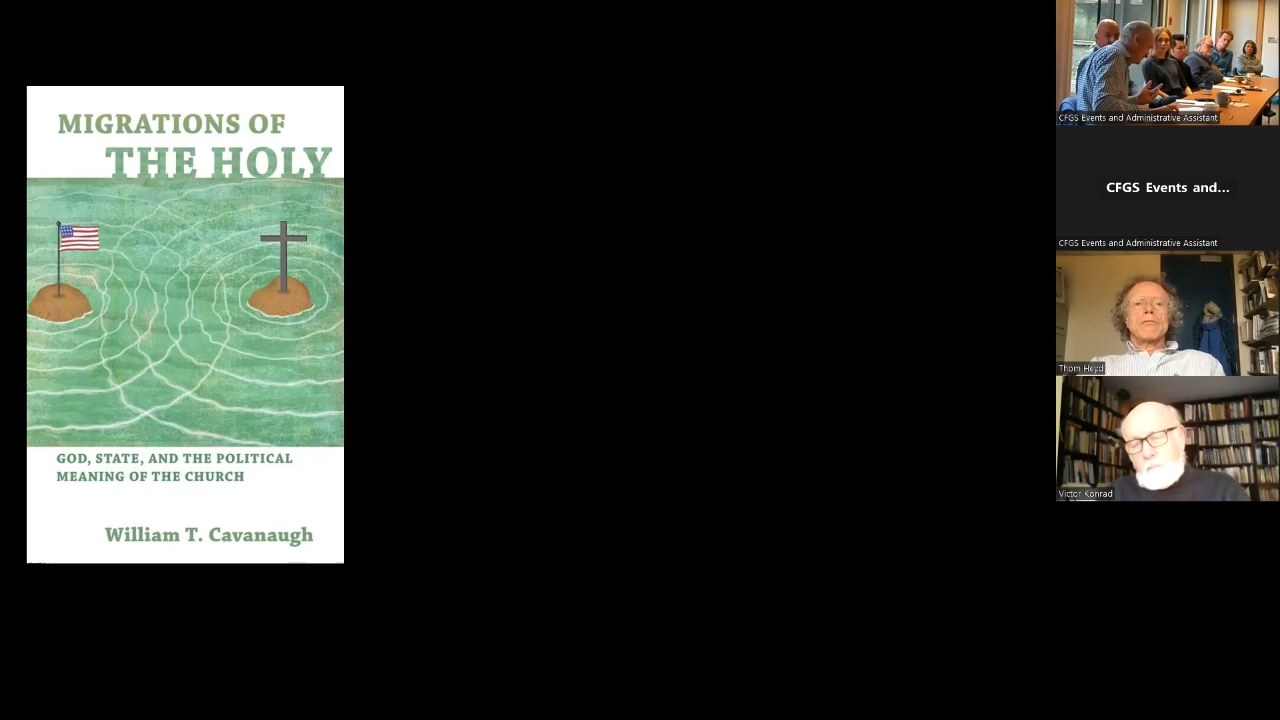 MIGRATIONS OF
THE HOLY
GOD, STATE, AND THE POLITICAL
MEANING OF THE CHURCH
William T. Cavanaugh
CFGS Events and Administrative Assistant
CFGS Events and...
CFGS Events and Administrative Assistant
Thom Heyd
Victor Konrad